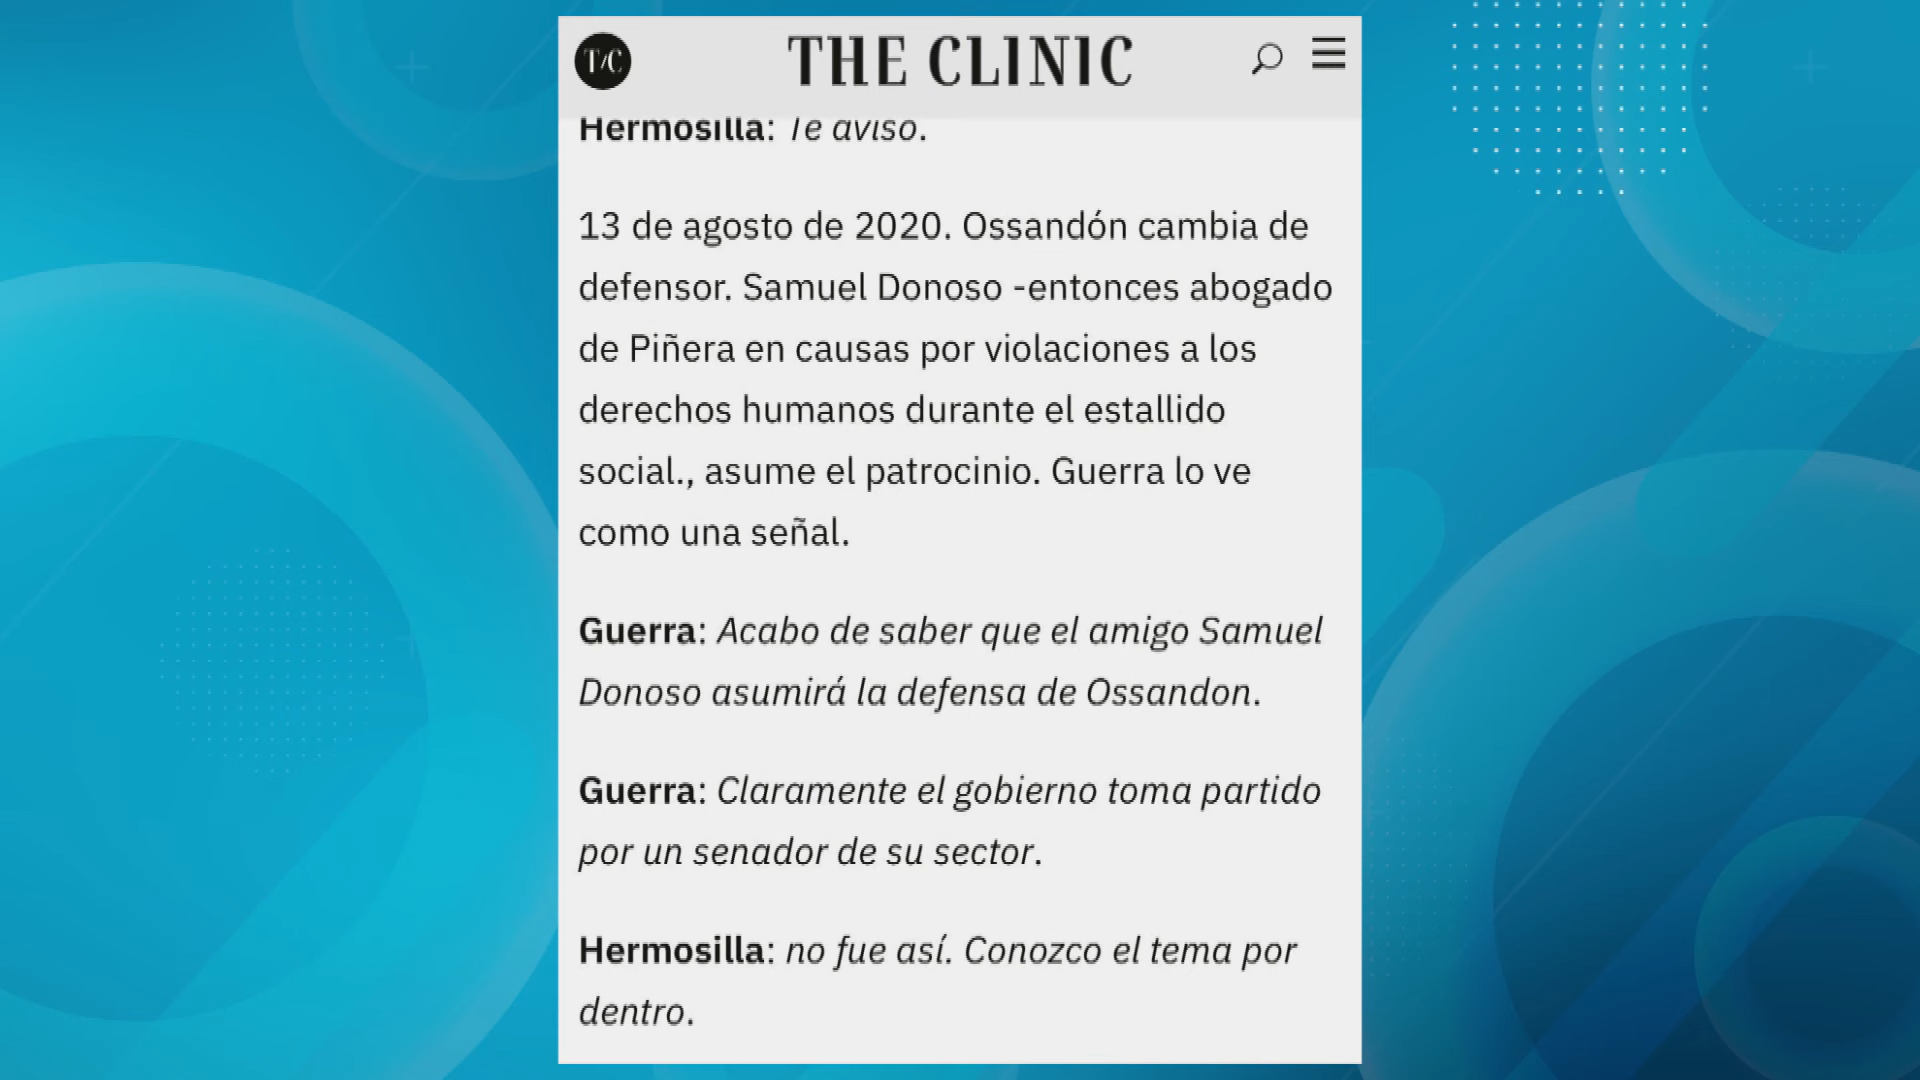 T/C
THE CLINIC
Hermosilla: Te aviso.
13 de agosto de 2020. Ossandón cambia de
defensor. Samuel Donoso -entonces abogado
de Piñera en causas por violaciones a los
derechos humanos durante el estallido
social., asume el patrocinio. Guerra lo ve
como una señal.
Guerra: Acabo de saber que el amigo Samuel
Donoso asumirá la defensa de Ossandon.
Guerra: Claramente el gobierno toma partido
por un senador de su sector.
Hermosilla: no fue así. Conozco el tema por
dentro.